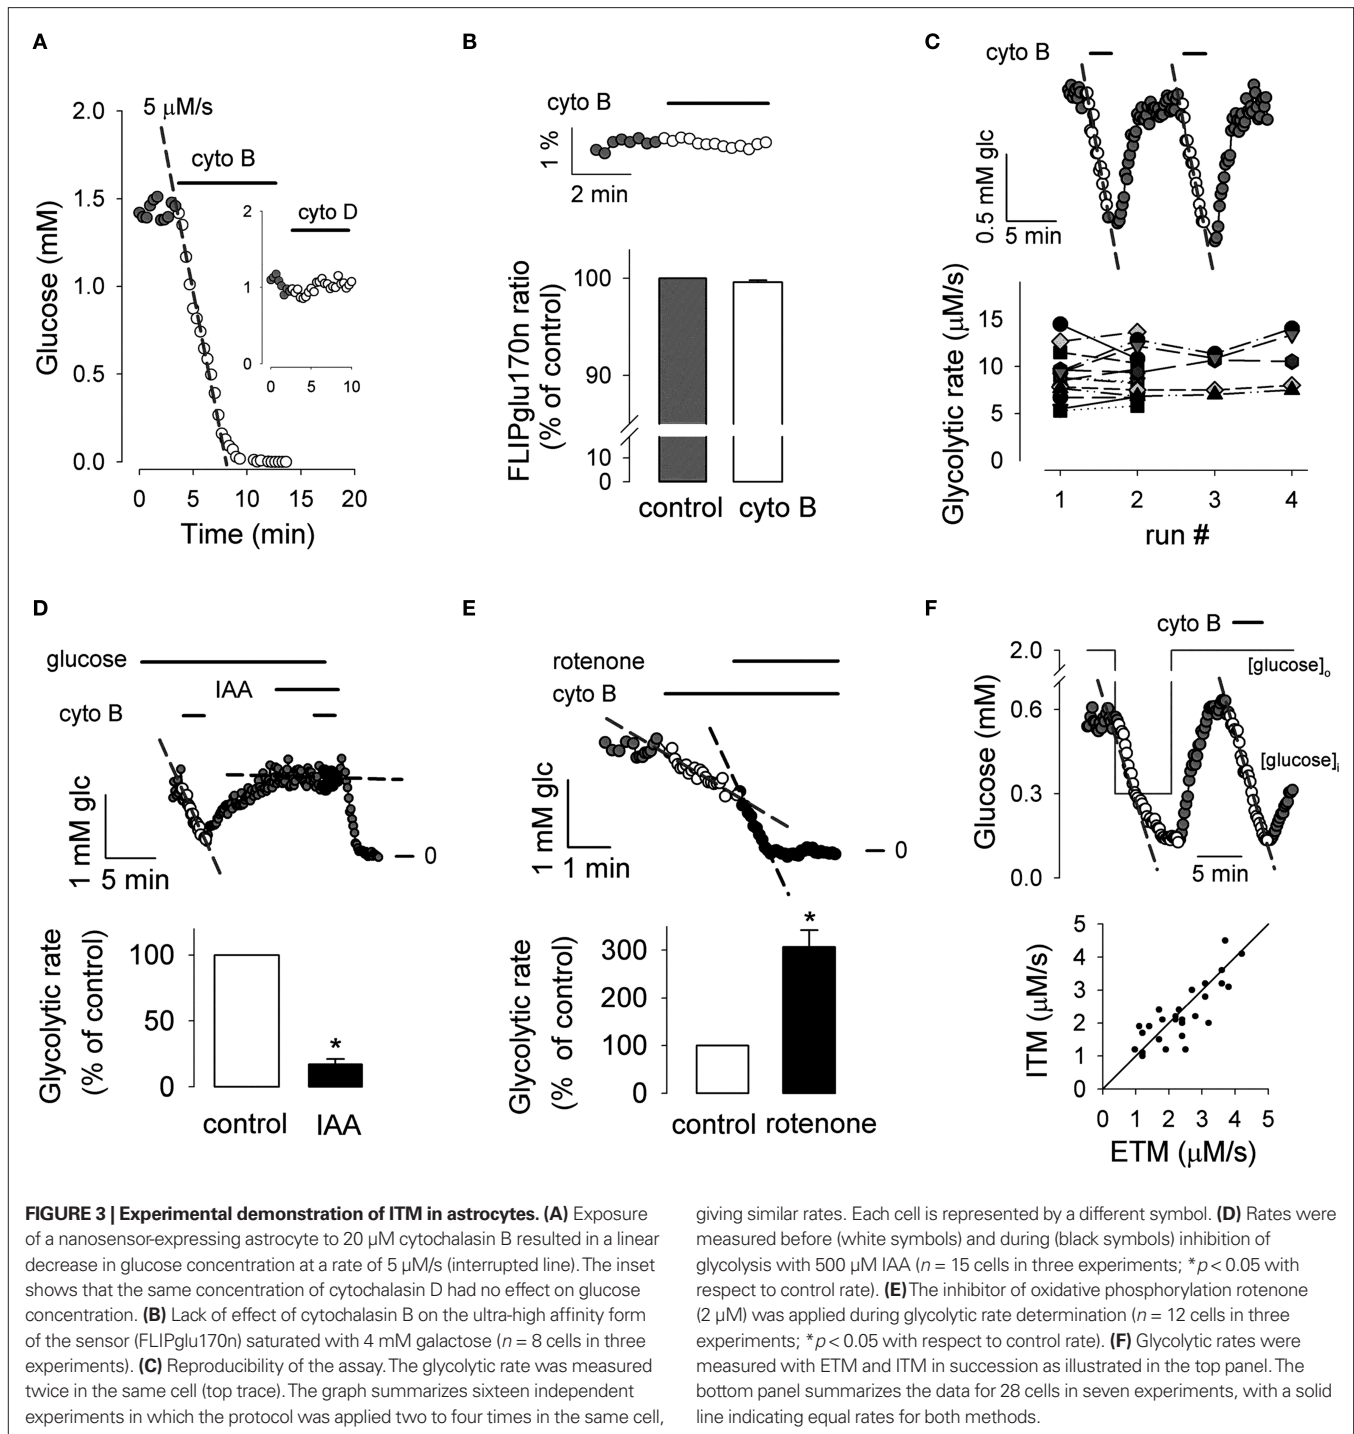 A
2.0
1.5
1.0
0.5
0.0
Glucose (mM)
5 μM/s
cyto B
2
1
0
cyto D
0 5 10
0 5 10 15 20
Time (min)
B
cyto B
1 %
2 min
FLIPglu170n ratio
(% of control)
100
90
10
0
control cyto B
C
cyto B
0.5 mM glc
5 min
Glycolytic rate (μM/s)
15
10
5
0
1 2 3 4
run #
D
glucose
IAA
cyto B
1 mM glc
5 min
0
Glycolytic rate
(% of control)
100
50
0
*
control IAA
E
rotenone
cyto B
1 mM glc
1 min
0
Glycolytic rate
(% of control)
300
200
100
0
*
control rotenone
F
cyto B
2.0
[glucose]o
0.6
0.3
0.0
Glucose (mM)
[glucose]i
5 min
ITM (μM/s)
5
4
3
2
1
0
0 1 2 3 4 5
ETM (μM/s)
FIGURE 3 | Experimental demonstration of ITM in astrocytes. (A) Exposure
of a nanosensor-expressing astrocyte to 20 μM cytochalasin B resulted in a linear
decrease in glucose concentration at a rate of 5 μM/s (interrupted line). The inset
shows that the same concentration of cytochalasin D had no effect on glucose
concentration. (B) Lack of effect of cytochalasin B on the ultra-high affinity form
of the sensor (FLIPglu170n) saturated with 4 mM galactose (n = 8 cells in three
experiments). (C) Reproducibility of the assay. The glycolytic rate was measured
twice in the same cell (top trace). The graph summarizes sixteen independent
experiments in which the protocol was applied two to four times in the same cell,
giving similar rates. Each cell is represented by a different symbol. (D) Rates were
measured before (white symbols) and during (black symbols) inhibition of
glycolysis with 500 μM IAA (n = 15 cells in three experiments; *p < 0.05 with
respect to control rate). (E) The inhibitor of oxidative phosphorylation rotenone
(2 μM) was applied during glycolytic rate determination (n = 12 cells in three
experiments; *p < 0.05 with respect to control rate). (F) Glycolytic rates were
measured with ETM and ITM in succession as illustrated in the top panel. The
bottom panel summarizes the data for 28 cells in seven experiments, with a solid
line indicating equal rates for both methods.